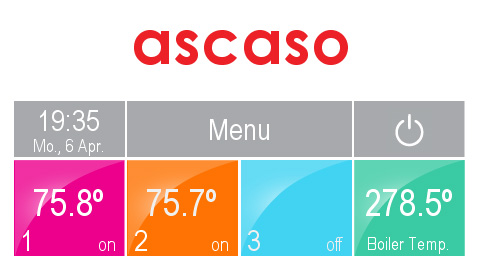 ascaso
19:35
Mo., 6 Apr.
Menu
75.8º
1 on
75.7º
2 on
3 off
278.5º
Boiler Temp.